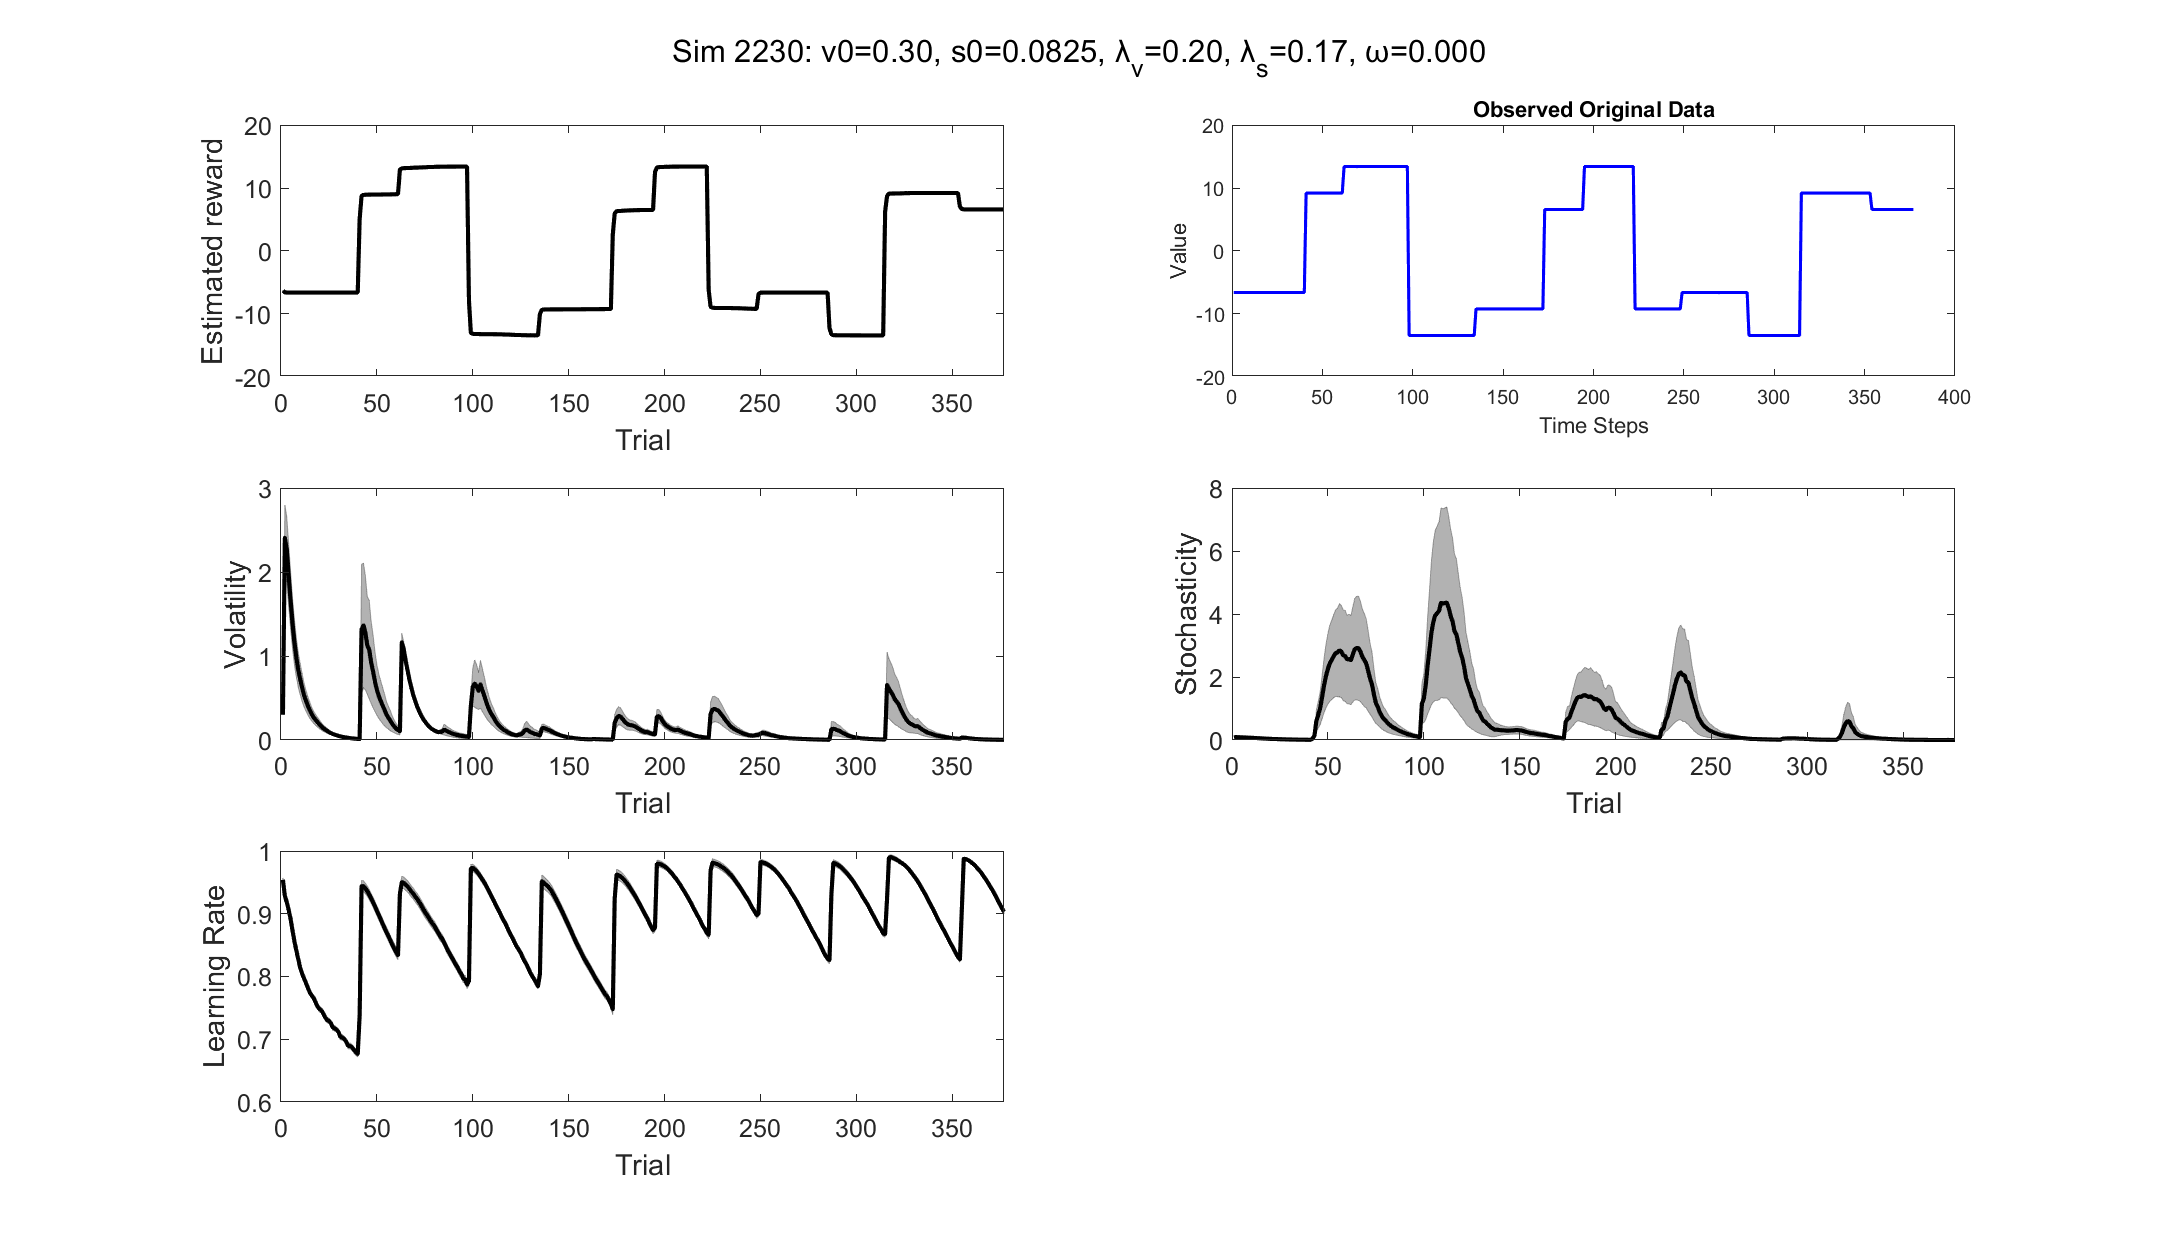 Sim 2230: v0=0.30, s0=0.0825, λ_v=0.20, λ_s=0.17, ω=0.000
Estimated reward
20
10
0
-10
-20
0 50 100 150 200 250 300 350
Trial
Observed Original Data
Value
20
10
0
-10
-20
0 50 100 150 200 250 300 350 400
Time Steps
Volatility
3
2
1
0
0 50 100 150 200 250 300 350
Trial
Stochasticity
8
6
4
2
0
0 50 100 150 200 250 300 350
Trial
Learning Rate
1
0.9
0.8
0.7
0.6
0 50 100 150 200 250 300 350
Trial